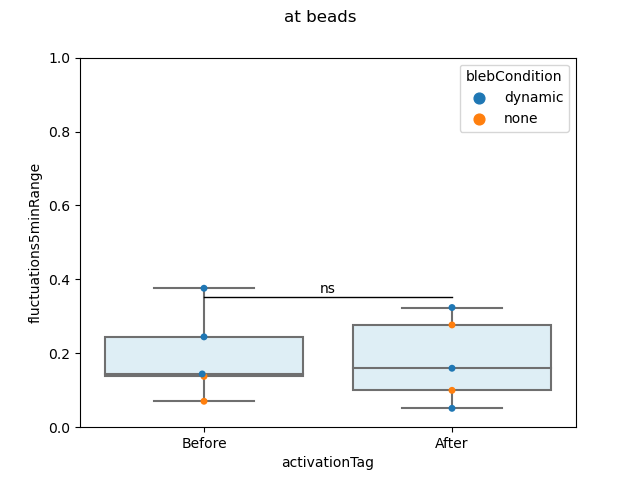 at beads
1.0
0.8
0.6
0.4
0.2
0.0
fluctuations5minRange
blebCondition
dynamic
none
ns
Before
After
activationTag